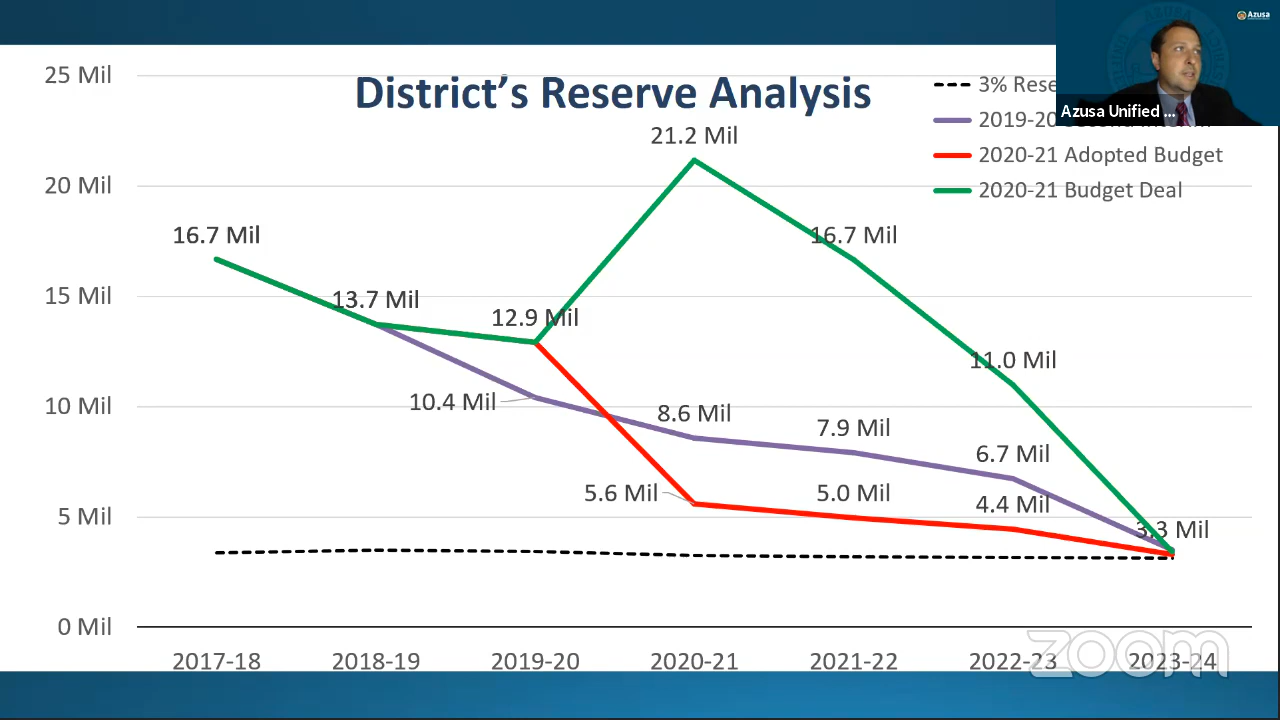 District's Reserve Analysis
Azusa
Azusa Unified ...
3% Rese
2019-20
2020-21 Adopted Budget
2020-21 Budget Deal
25 Mil
20 Mil
15 Mil
10 Mil
5 Mil
0 Mil
21.2 Mil
16.7 Mil
16.7 Mil
13.7 Mil
12.9 Mil
11.0 Mil
10.4 Mil
8.6 Mil
7.9 Mil
6.7 Mil
5.6 Mil
5.0 Mil
4.4 Mil
3.3 Mil
2017-18
2018-19
2019-20
2020-21
2021-22
2022-23
2023-24
zoom